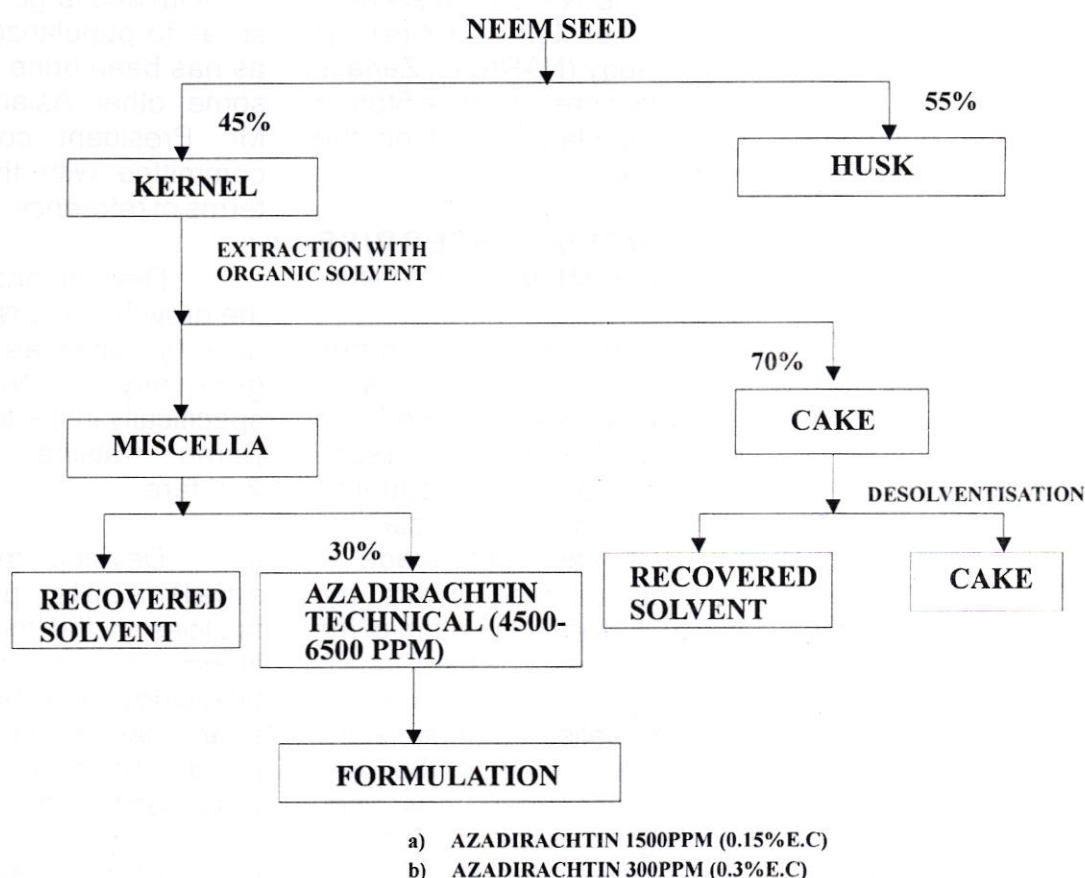 NEEM SEED
45%
55%
KERNEL
HUSK
EXTRACTION WITH
ORGANIC SOLVENT
70%
MISCELLA
CAKE
DESOLVENTISATION
30%
RECOVERED
SOLVENT
AZADIRACHTIN
TECHNICAL (4500-
6500 PPM)
RECOVERED
SOLVENT
CAKE
FORMULATION
a) AZADIRACHTIN 1500PPM (0.15%E.C)
b) AZADIRACHTIN 300PPM (0.3%E.C)